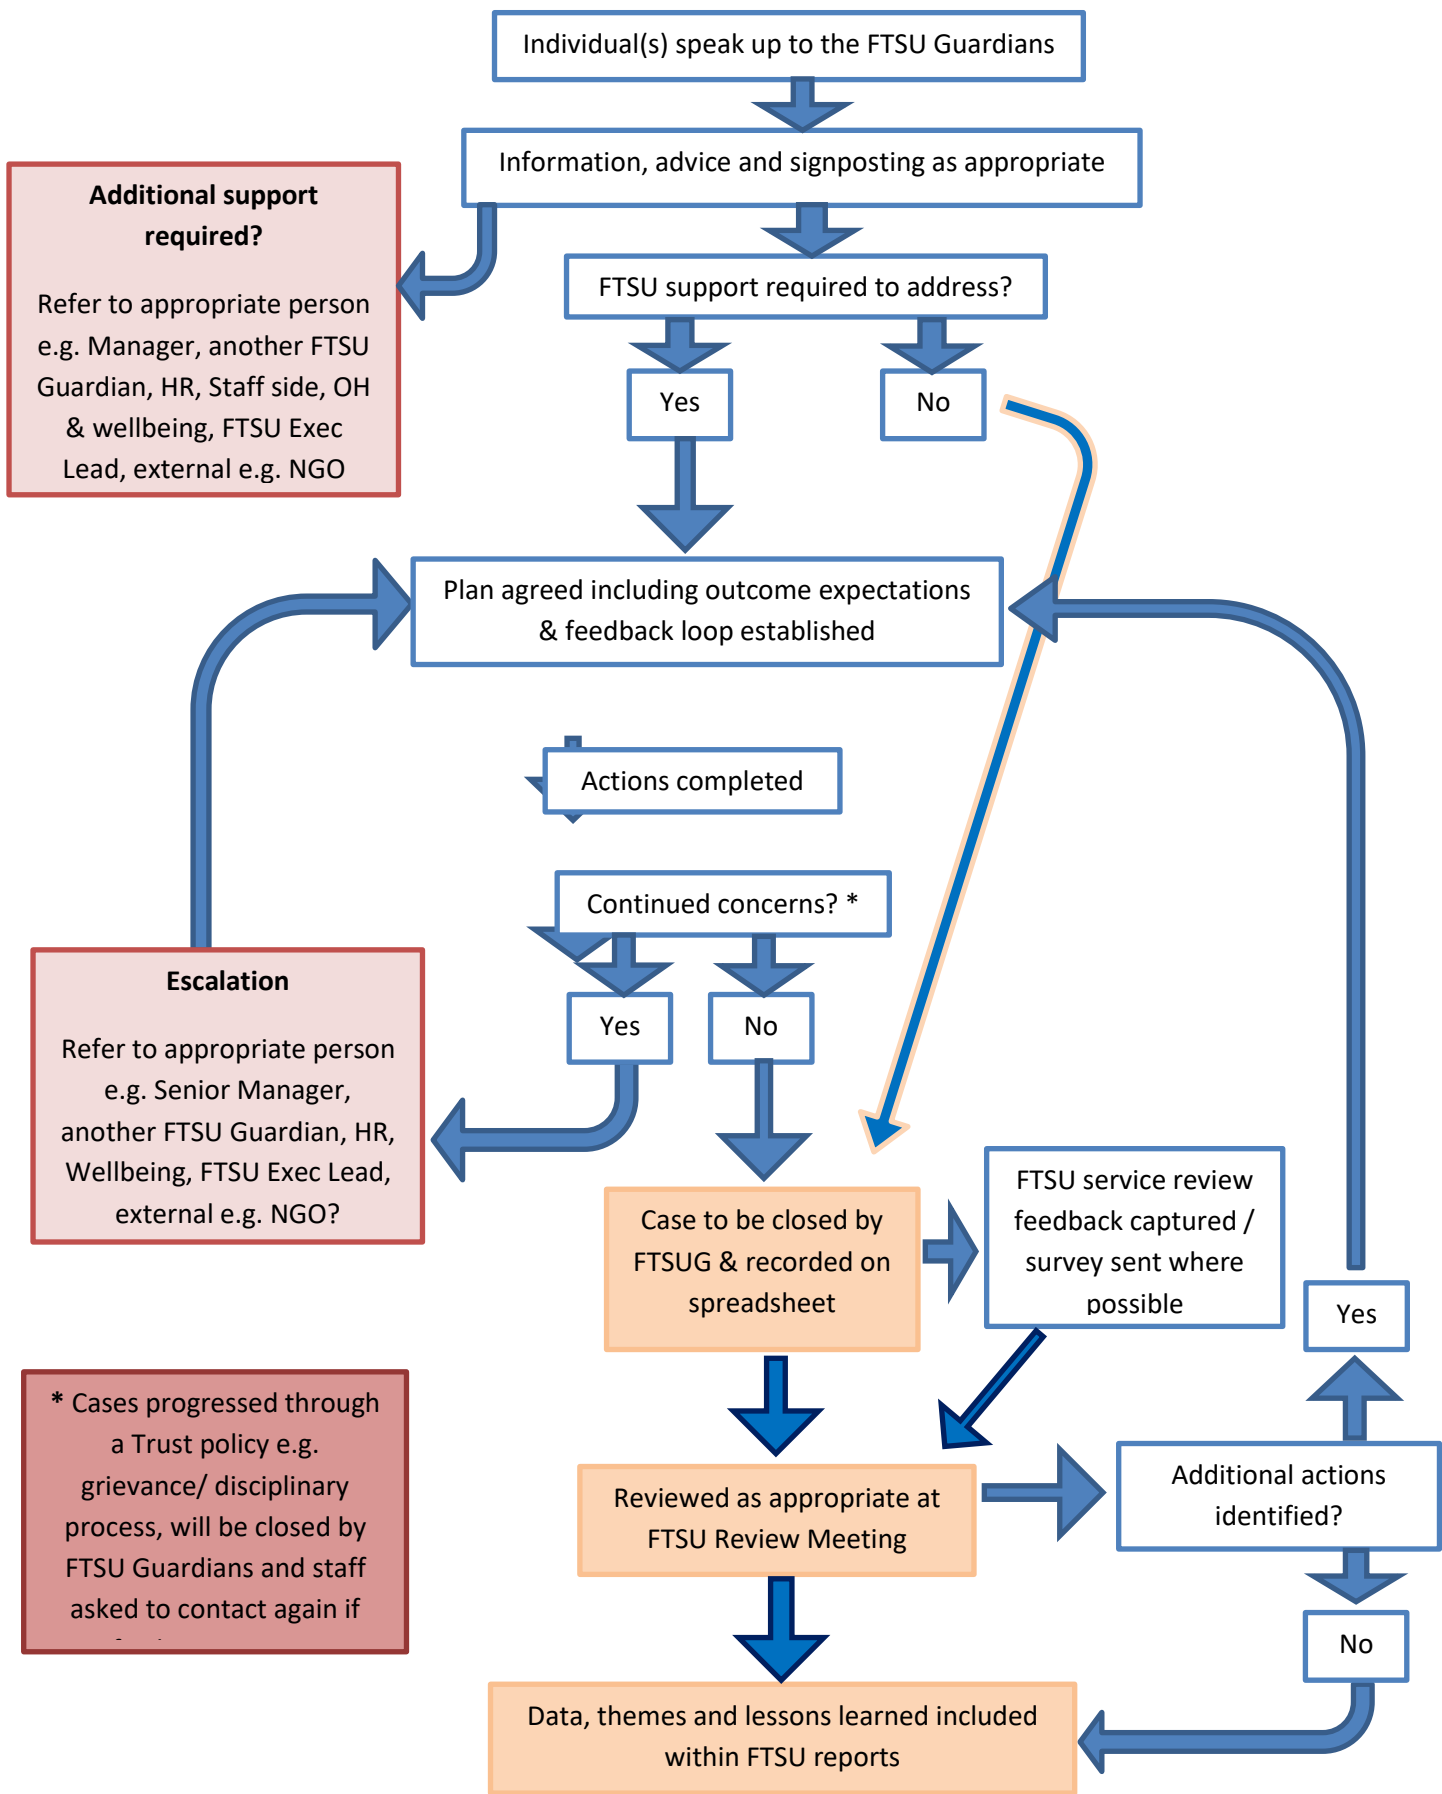 Individual(s) speak up to the FTSU Guardians
Information, advice and signposting as appropriate
Additional support
required?
Refer to appropriate person
e.g. Manager, another FTSU
Guardian, HR, Staff side, OH
& wellbeing, FTSU Exec
Lead, external e.g. NGO
FTSU support required to address?
Yes
No
Plan agreed including outcome expectations
& feedback loop established
Actions completed
Continued concerns? *
Yes
No
Escalation
Refer to appropriate person
e.g. Senior Manager,
another FTSU Guardian, HR,
Wellbeing, FTSU Exec Lead,
external e.g. NGO?
Case to be closed by
FTSUG & recorded on
spreadsheet
FTSU service review
feedback captured /
survey sent where
possible
Yes
* Cases progressed through
a Trust policy e.g.
grievance/ disciplinary
process, will be closed by
FTSU Guardians and staff
asked to contact again if
Reviewed as appropriate at
FTSU Review Meeting
Additional actions
identified?
No
Data, themes and lessons learned included
within FTSU reports